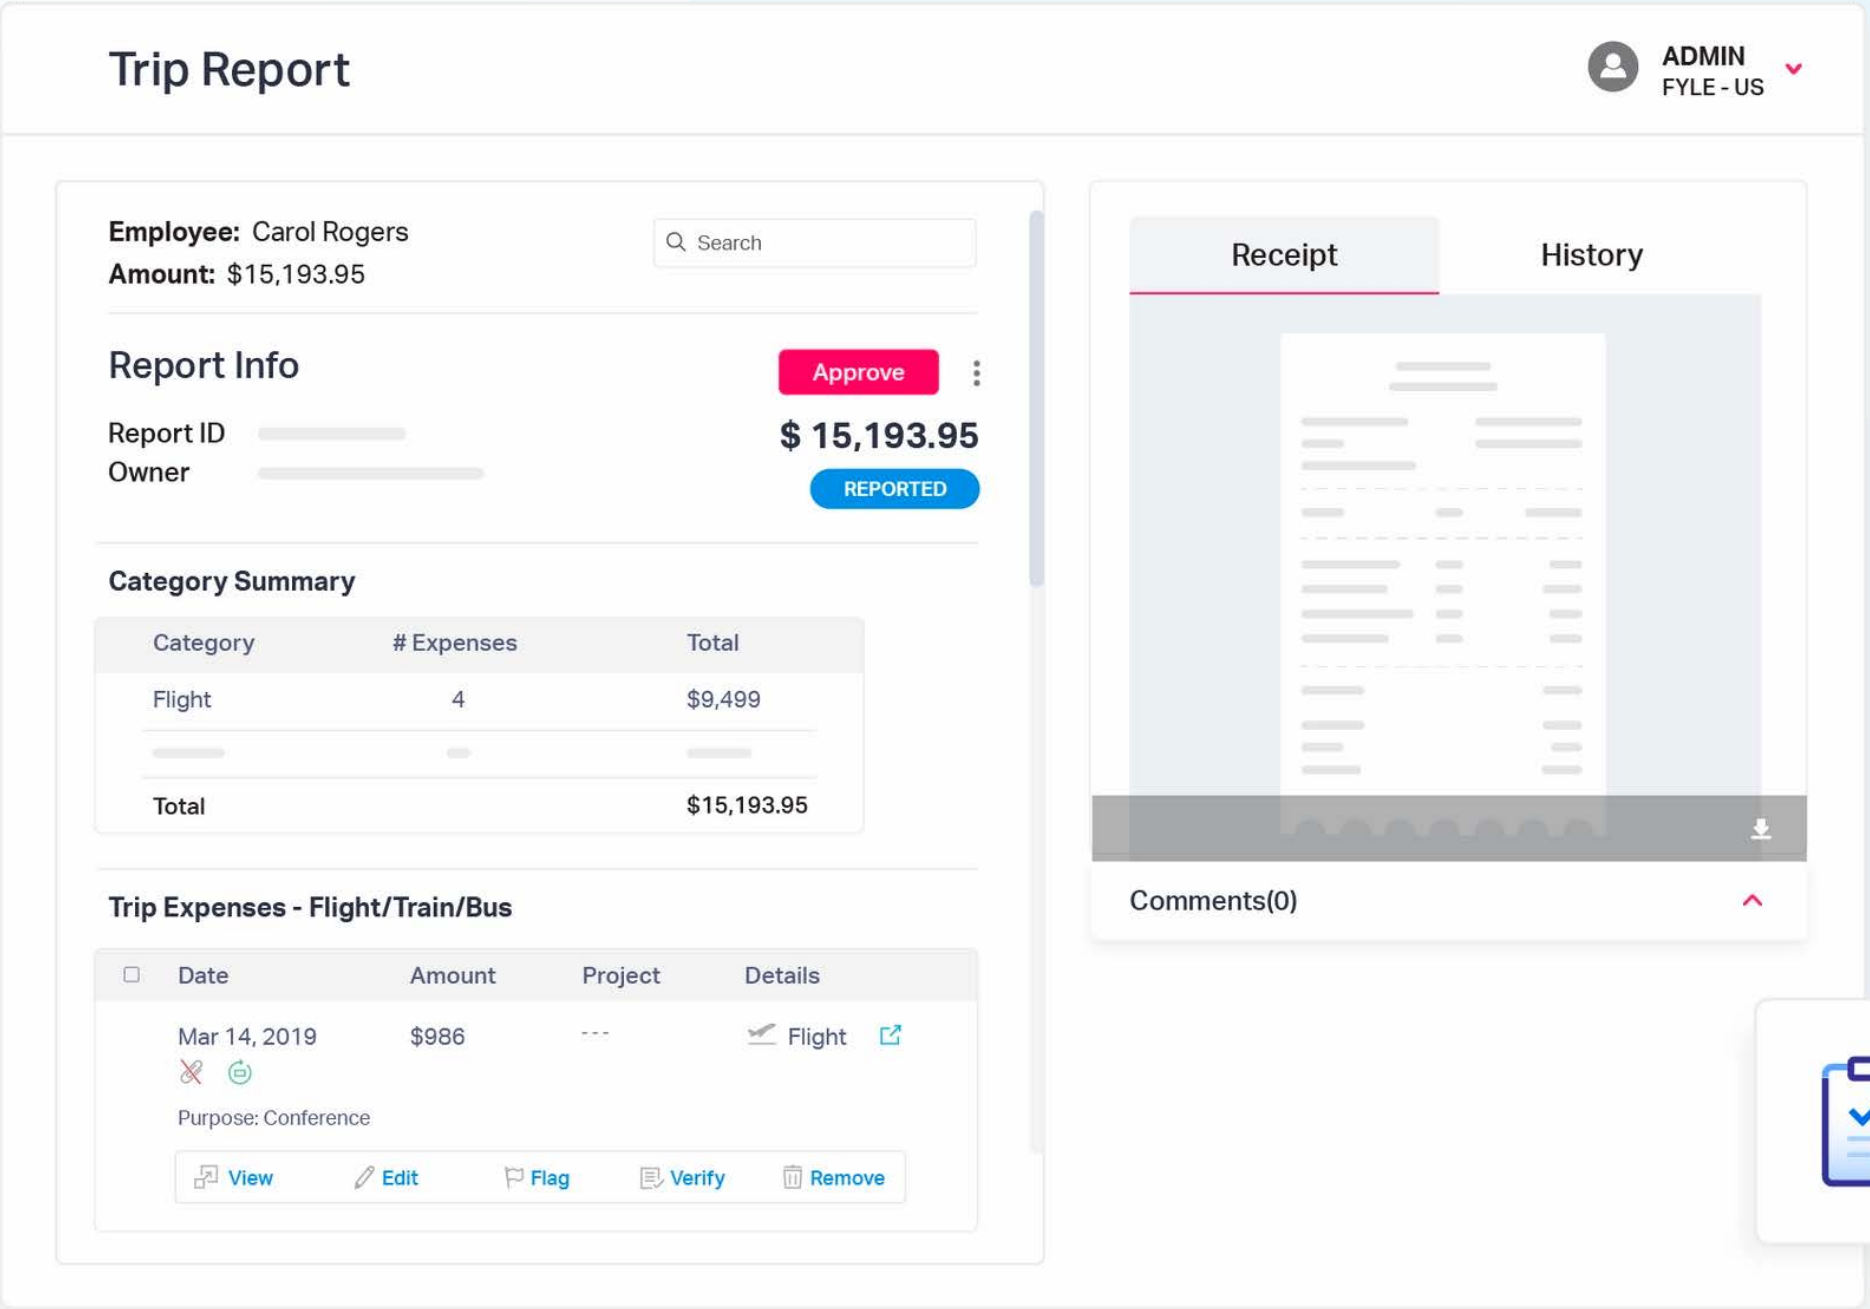 Trip Report
ADMIN
FYLE - US
Employee: Carol Rogers
Amount: $15,193.95
Search
Report Info
Approve
Report ID
Owner
$ 15,193.95
REPORTED
Category Summary
Category # Expenses Total
Flight 4 $9,499
Total $15,193.95
Trip Expenses - Flight/Train/Bus
Date Amount Project Details
Mar 14, 2019 $986 --- Flight
Purpose: Conference
View Edit Flag Verify Remove
Receipt History
Comments(0)